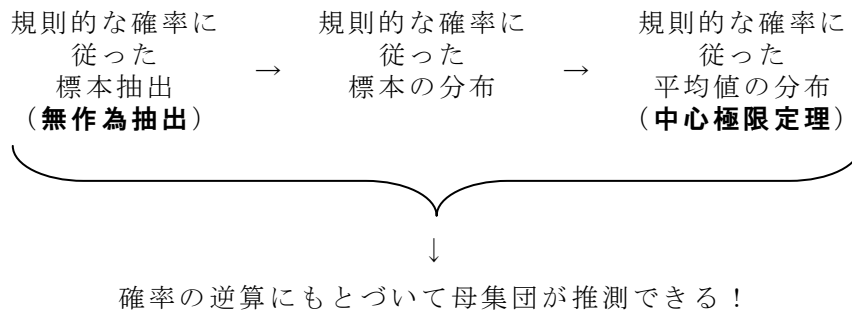 規則的な確率に
従った
標本抽出
（無作為抽出）
→
規則的な確率に
従った
標本の分布
→
規則的な確率に
従った
平均値の分布
（中心極限定理）
↓
確率の逆算にもとづいて母集団が推測できる！